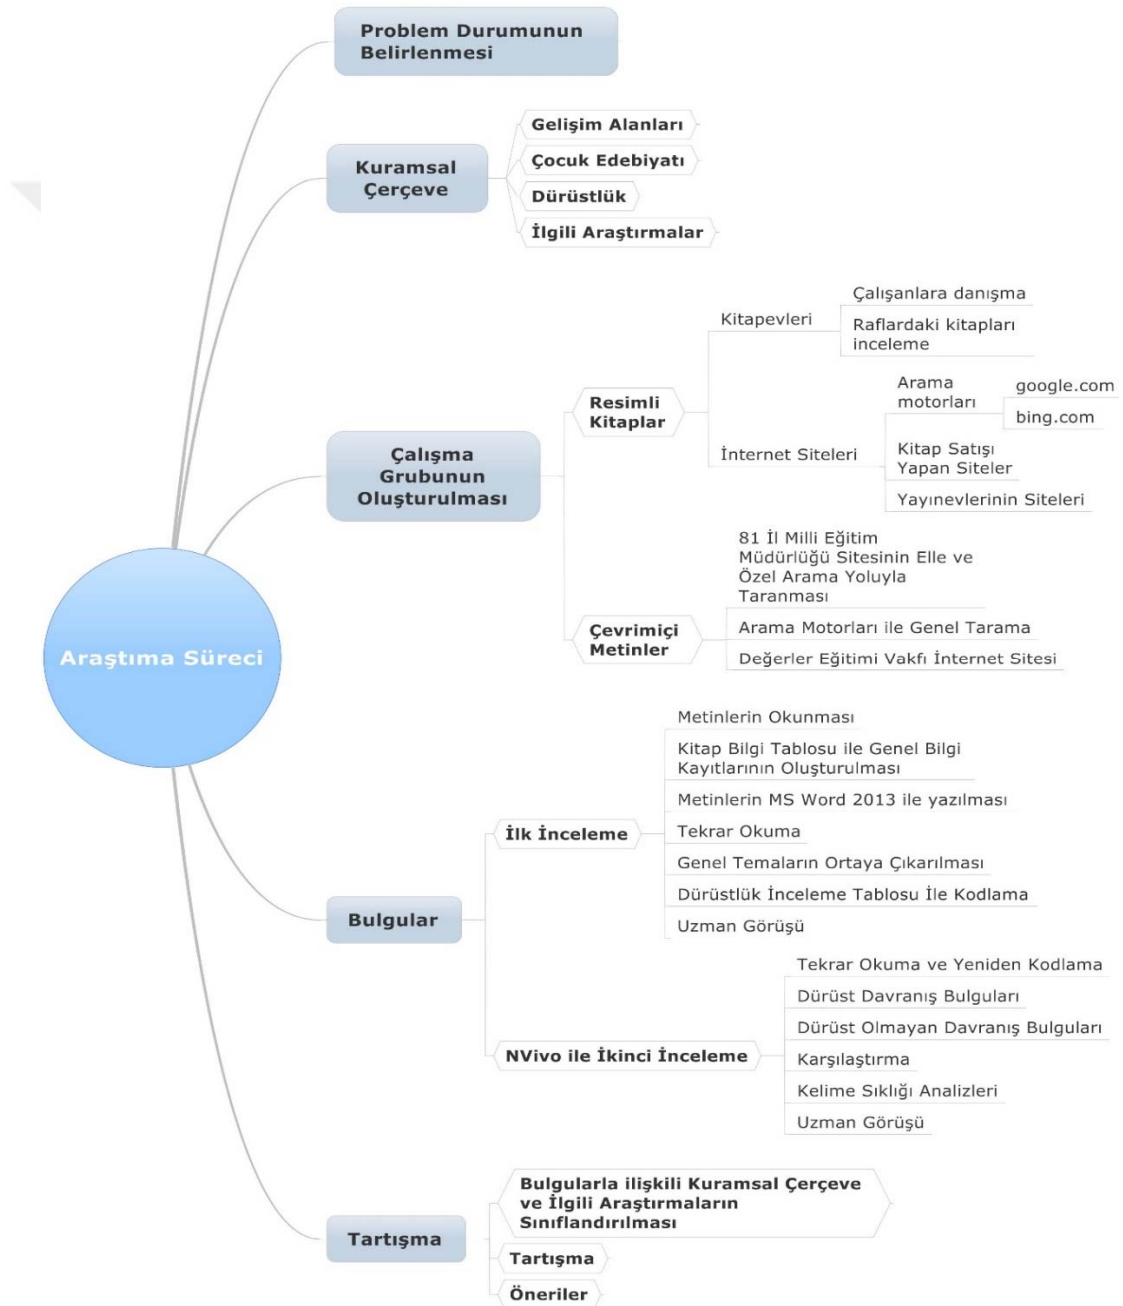 Problem Durumunun
Belirlenmesi
Kuramsal
Çerçeve
Gelişim Alanları
Çocuk Edebiyatı
Dürüstlük
İlgili Araştırmalar
Çalışma
Grubunun
Oluşturulması
Resimli
Kitaplar
Kitapevleri
Çalışanlara danışma
Raflardaki kitapları
inceleme
İnternet Siteleri
Arama
motorları
google.com
bing.com
Kitap Satışı
Yapan Siteler
Yayınevlerinin Siteleri
Çevrimiçi
Metinler
81 İl Milli Eğitim
Müdürlüğü Sitesinin Elle ve
Özel Arama Yoluyla
Taranması
Arama Motorları ile Genel Tarama
Değerler Eğitimi Vakfı İnternet Sitesi
Araştıma Süreci
Bulgular
İlk İnceleme
Metinlerin Okunması
Kitap Bilgi Tablosu ile Genel Bilgi
Kayıtlarının Oluşturulması
Metinlerin MS Word 2013 ile yazılması
Tekrar Okuma
Genel Temaların Ortaya Çıkarılması
Dürüstlük İnceleme Tablosu İle Kodlama
Uzman Görüşü
NVivo ile İkinci İnceleme
Tekrar Okuma ve Yeniden Kodlama
Dürüst Davranış Bulguları
Dürüst Olmayan Davranış Bulguları
Karşılaştırma
Kelime Sıklığı Analizleri
Uzman Görüşü
Tartışma
Bulgularla ilişkili Kuramsal Çerçeve
ve İlgili Araştırmaların
Sınıflandırılması
Tartışma
Öneriler